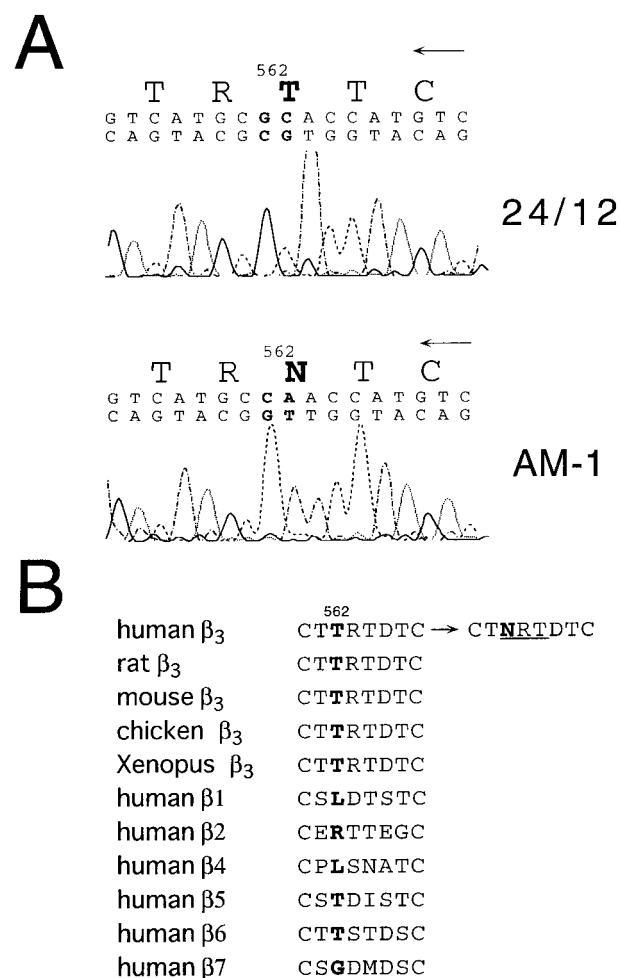 A
562
T R T T C
G T C A T G C G C A C C A T G T C
C A G T A C G C G T G G T A C A G
24/12
562
T R N T C
G T C A T G C C A A C C A T G T C
C A G T A C G G T T G G T A C A G
AM-1
B
562
human β3 CTTRTDTC → CTNRTDTC
rat β3 CTTRTDTC
mouse β3 CTTRTDTC
chicken β3 CTTRTDTC
Xenopus β3 CTTRTDTC
human β1 CSLDTSTC
human β2 CERTTEGC
human β4 CPLSNATC
human β5 CSTDISTC
human β6 CTTSTDSC
human β7 CSGDMDSC